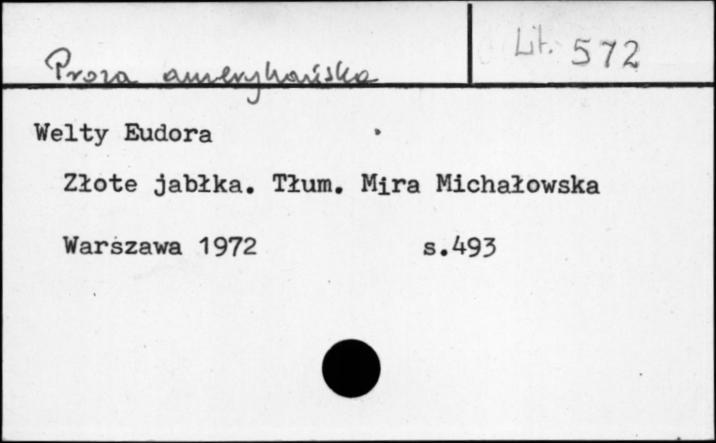 Proza amerykańska
Lit. 572
Welty Eudora
Złote jabłka. Tłum. Mira Michałowska
Warszawa 1972 s.493